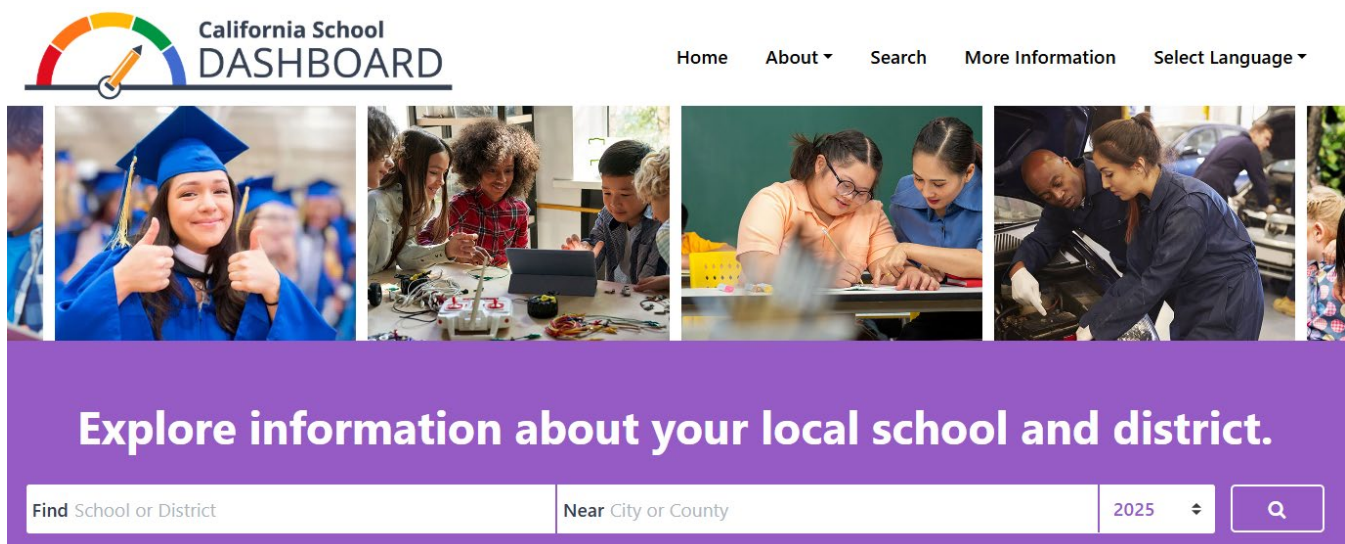 California School
DASHBOARD
Home About Search More Information Select Language
Explore information about your local school and district.
Find School or District Near City or County 2025